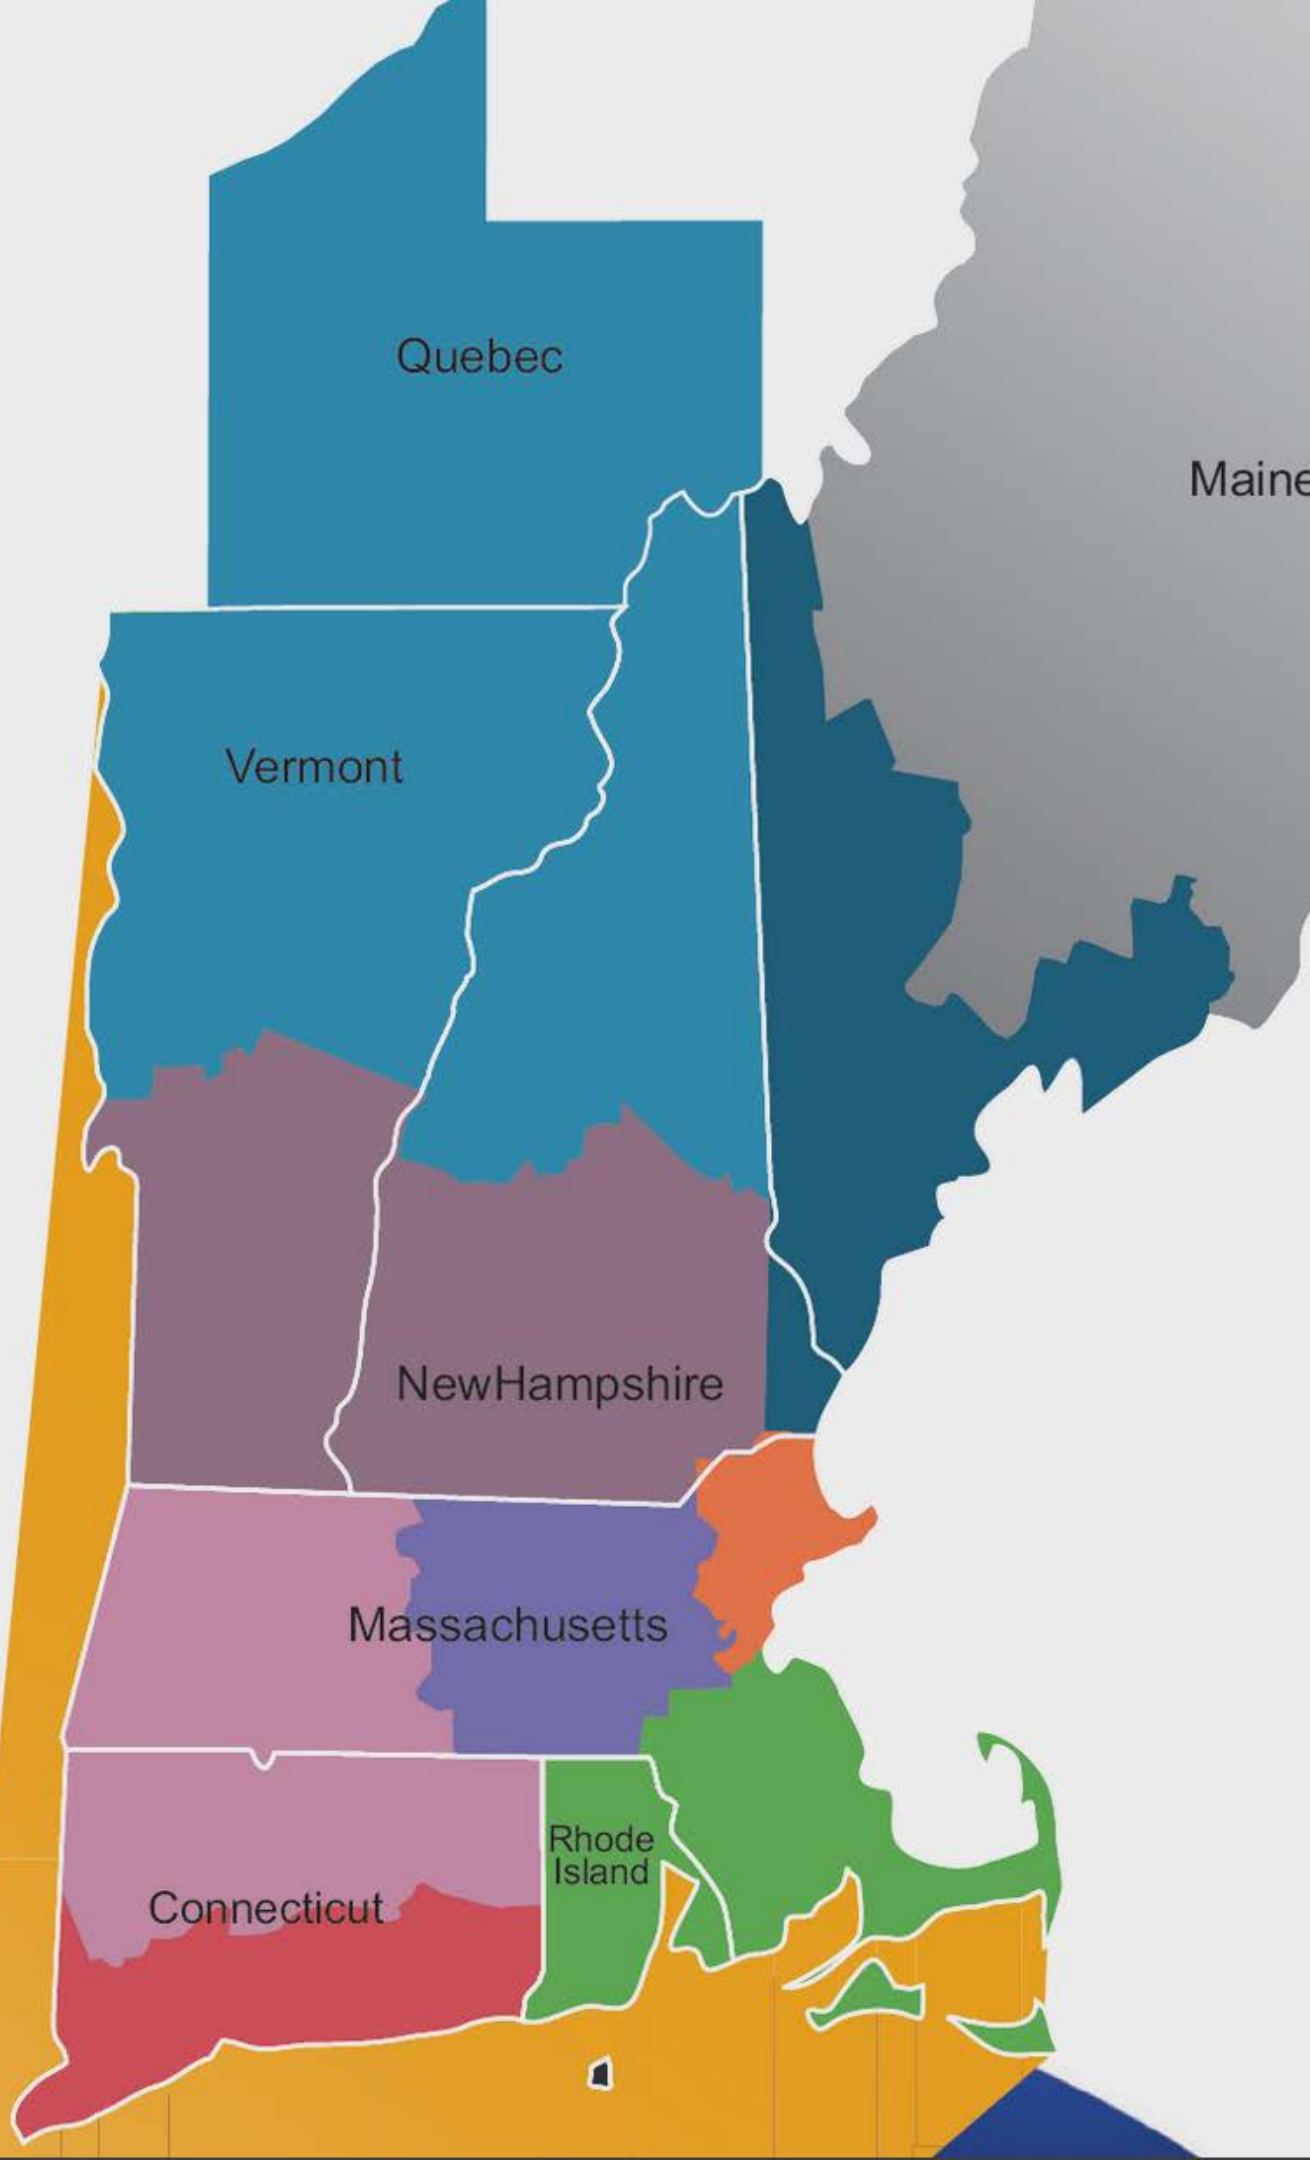 Quebec
Maine
Vermont
NewHampshire
Massachusetts
Rhode
Island
Connecticut